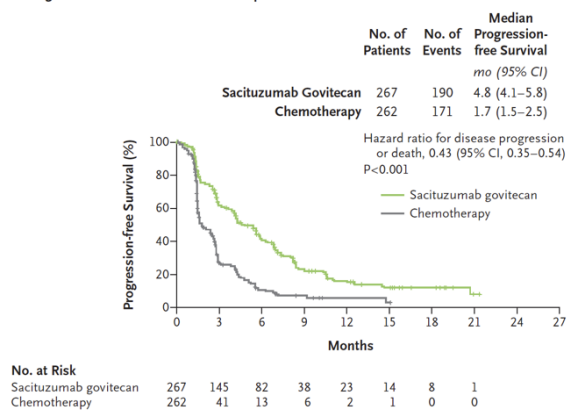 Median
No. of No. of Progression-
Patients Events free Survival
mo (95% CI)
Sacituzumab Govitecan 267 190 4.8 (4.1–5.8)
Chemotherapy 262 171 1.7 (1.5–2.5)
Hazard ratio for disease progression
or death, 0.43 (95% CI, 0.35–0.54)
P<0.001
Sacituzumab govitecan
Chemotherapy
Progression-free Survival (%)
100
80
60
40
20
0
0 3 6 9 12 15 18 21 24 27
Months
No. at Risk
Sacituzumab govitecan 267 145 82 38 23 14 8 1
Chemotherapy 262 41 13 6 2 1 0 0